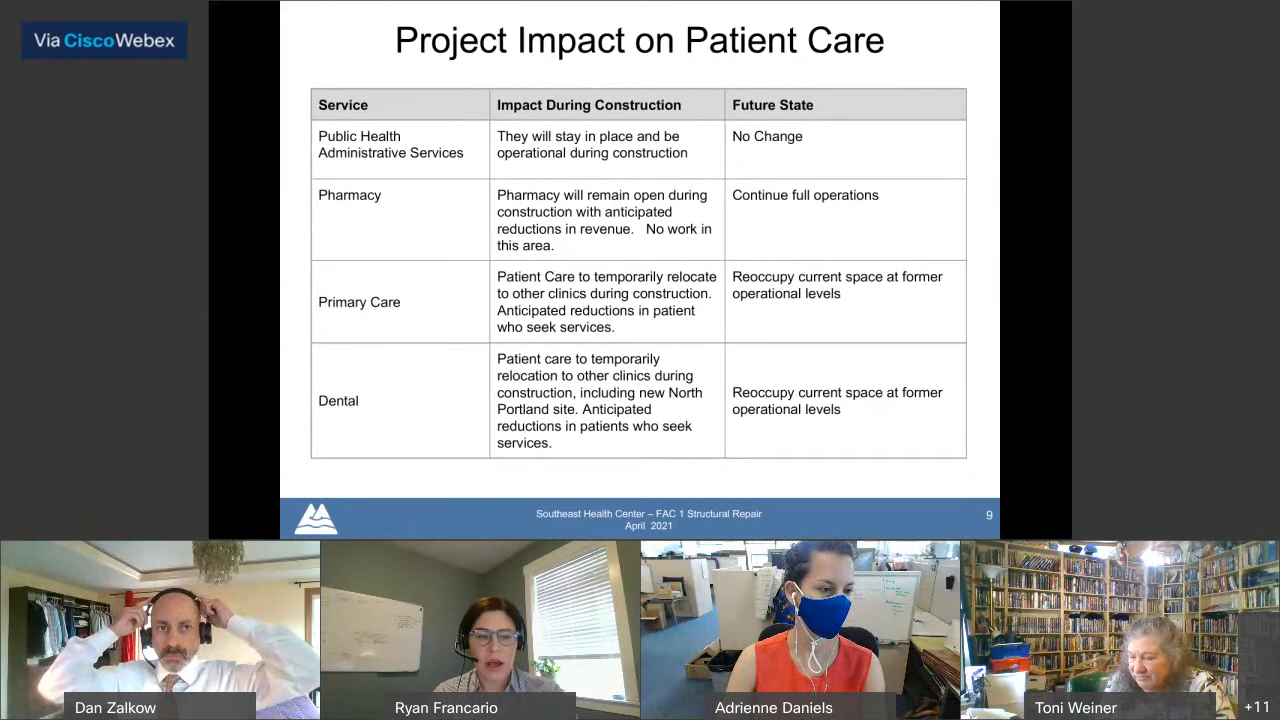 Via Cisco Webex
Project Impact on Patient Care
Service
Impact During Construction
Future State
Public Health
Administrative Services
They will stay in place and be
operational during construction
No Change
Pharmacy
Pharmacy will remain open during
construction with anticipated
reductions in revenue.   No work in
this area.
Continue full operations
Primary Care
Patient Care to temporarily relocate
to other clinics during construction.
Anticipated reductions in patient
who seek services.
Reoccupy current space at former
operational levels
Dental
Patient care to temporarily
relocation to other clinics during
construction, including new North
Portland site. Anticipated
reductions in patients who seek
services.
Reoccupy current space at former
operational levels
Southeast Health Center – FAC 1 Structural Repair
April  2021
9
Dan Zalkow
Ryan Francario
Adrienne Daniels
Toni Weiner
+11